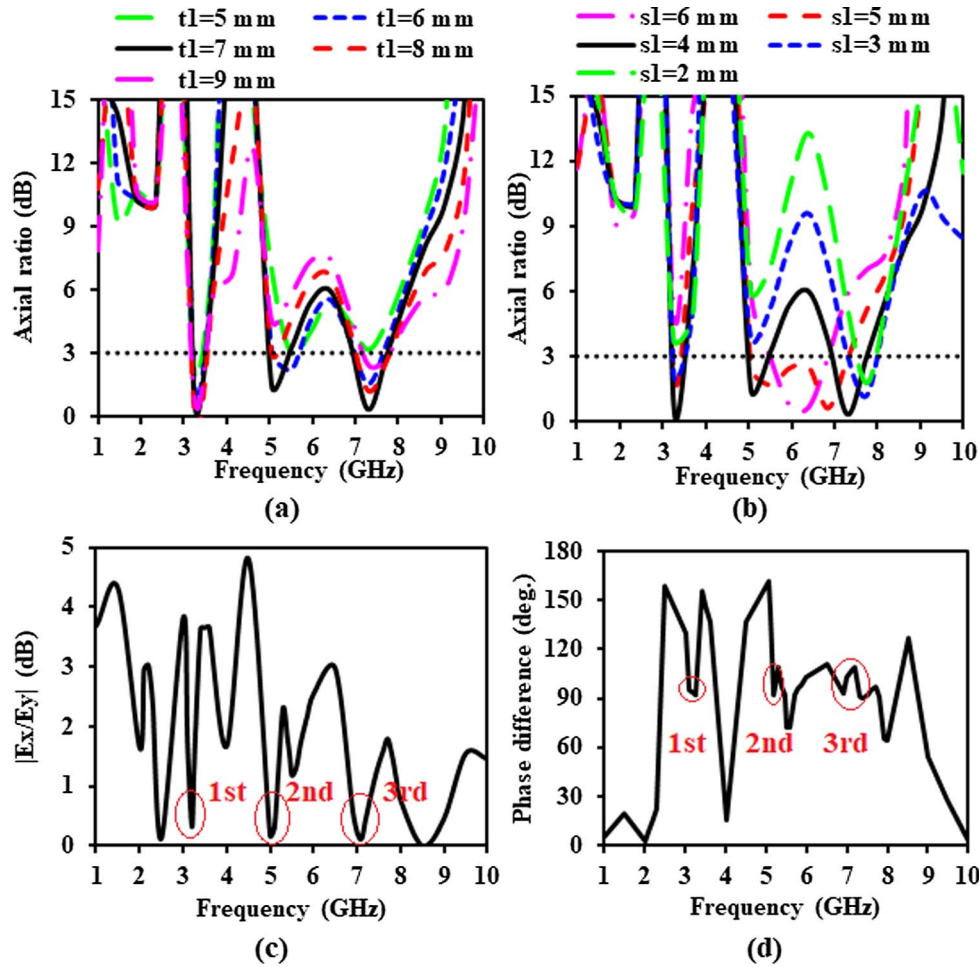 t1=5 mm t1=6 mm
t1=7 mm t1=8 mm
t1=9 mm
15
12
9
6
3
0
Axial ratio (dB)
1 2 3 4 5 6 7 8 9 10
Frequency (GHz)
(a)
s1=6 mm s1=5 mm
s1=4 mm s1=3 mm
s1=2 mm
15
12
9
6
3
0
Axial ratio (dB)
1 2 3 4 5 6 7 8 9 10
Frequency (GHz)
(b)
5
4
3
2
1
0
|Ex/Ey| (dB)
1st 2nd 3rd
1 2 3 4 5 6 7 8 9 10
Frequency (GHz)
(c)
180
150
120
90
60
30
0
Phase difference (deg.)
1st 2nd 3rd
1 2 3 4 5 6 7 8 9 10
Frequency (GHz)
(d)